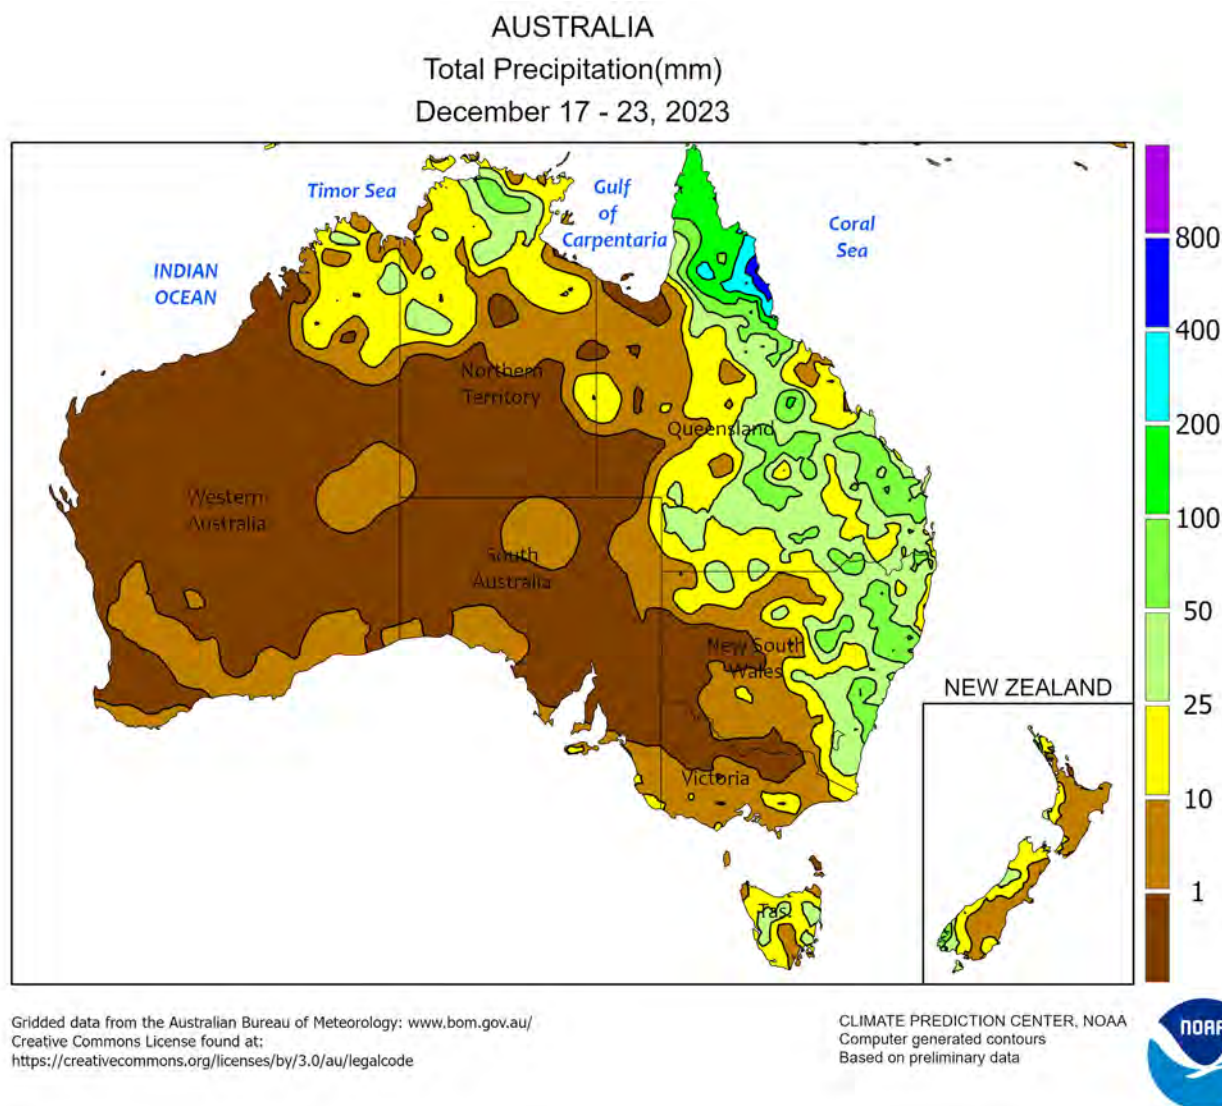 AUSTRALIA
Total Precipitation(mm)
December 17 - 23, 2023
Timor Sea
Gulf
of
Carpentaria
Coral
Sea
INDIAN
OCEAN
Northern
Territory
Queensland
Western
Australia
South
Australia
New South
Wales
Victoria
Tas.
NEW ZEALAND
800
400
200
100
50
25
10
1
Gridded data from the Australian Bureau of Meteorology: www.bom.gov.au/
Creative Commons License found at:
https://creativecommons.org/licenses/by/3.0/au/legalcode
CLIMATE PREDICTION CENTER, NOAA
Computer generated contours
Based on preliminary data
NOAA